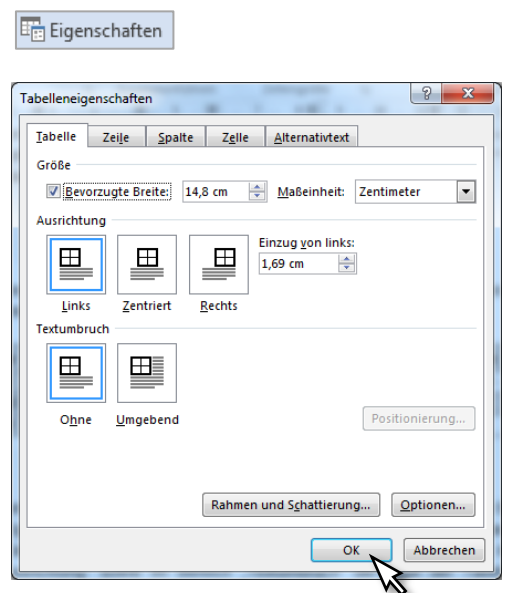 Eigenschaften
Tabelleneigenschaften
?
Tabelle Zeile Spalte Zelle Alternativtext
Größe
Bevorzugte Breite: 14,8 cm Maßeinheit: Zentimeter
Ausrichtung
Einzug von links:
1,69 cm
Links Zentriert Rechts
Textumbruch
Ohne Umgebend
Positionierung...
Rahmen und Schattierung... Optionen...
OK Abbrechen